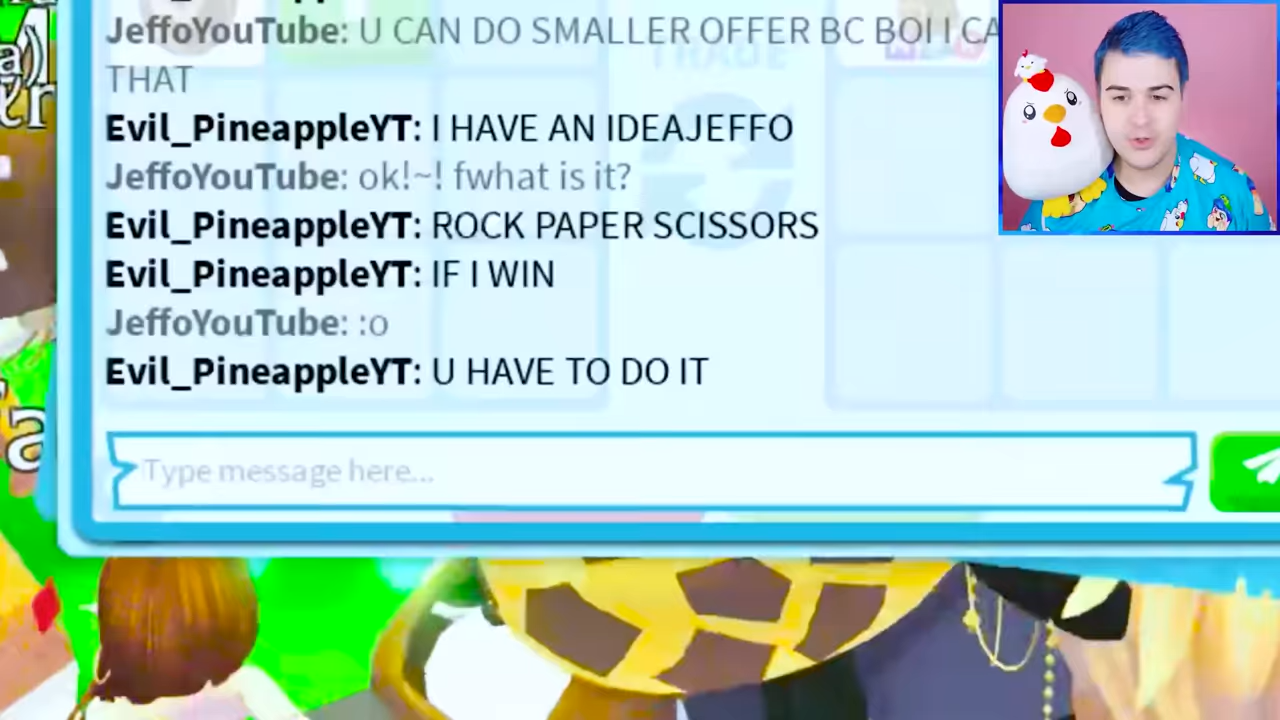 JeffoYouTube: U CAN DO SMALLER OFFER BC BOI I CA
THAT
TRADE
Evil_PineappleYT: I HAVE AN IDEAJEFFO
JeffoYouTube: ok!~! fwhat is it?
Evil_PineappleYT: ROCK PAPER SCISSORS
Evil_PineappleYT: IF I WIN
JeffoYouTube: :o
Evil_PineappleYT: U HAVE TO DO IT
Type message here...